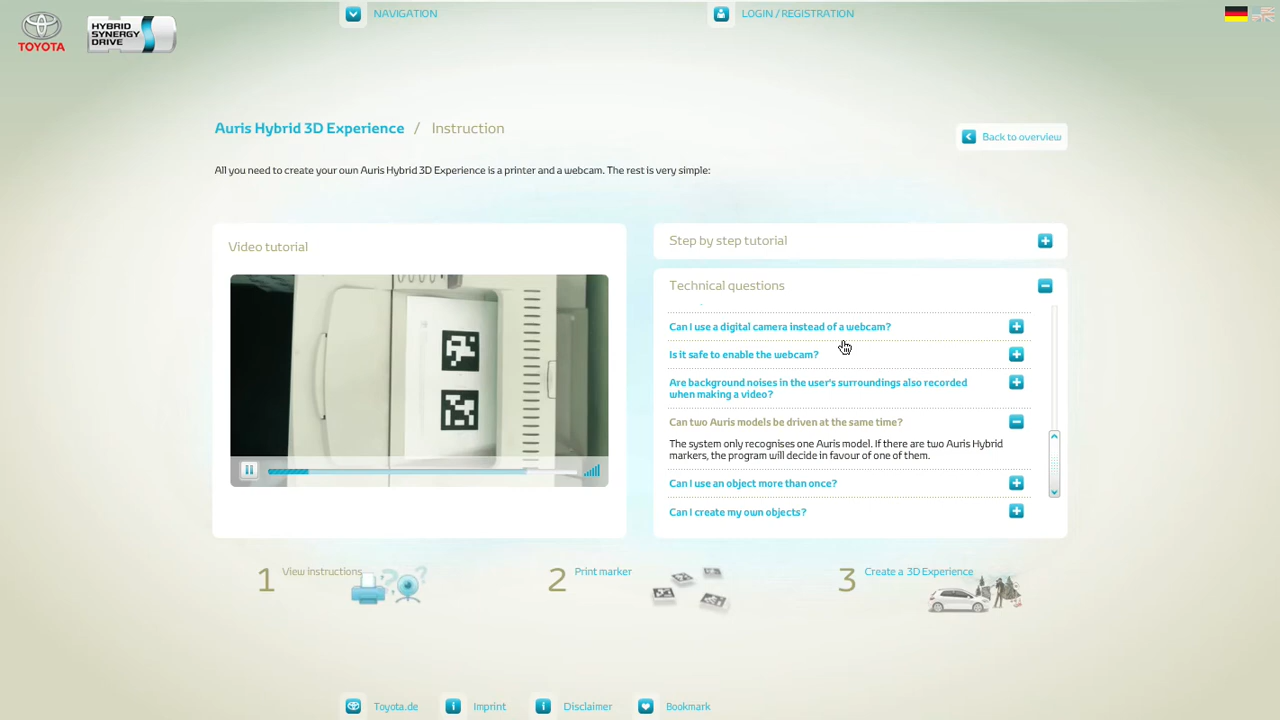 TOYOTA
HYBRID
SYNERGY
DRIVE
NAVIGATION
LOGIN / REGISTRATION
Auris Hybrid 3D Experience / Instruction
Back to overview
All you need to create your own Auris Hybrid 3D Experience is a printer and a webcam. The rest is very simple:
Video tutorial
Step by step tutorial
Technical questions
Can I use a digital camera instead of a webcam?
Is it safe to enable the webcam?
Are background noises in the user's surroundings also recorded
when making a video?
Can two Auris models be driven at the same time?
The system only recognises one Auris model. If there are two Auris Hybrid
markers, the program will decide in favour of one of them.
Can I use an object more than once?
Can I create my own objects?
1 View instructions
2 Print marker
3 Create a 3D Experience
Toyota.de
Imprint
Disclaimer
Bookmark